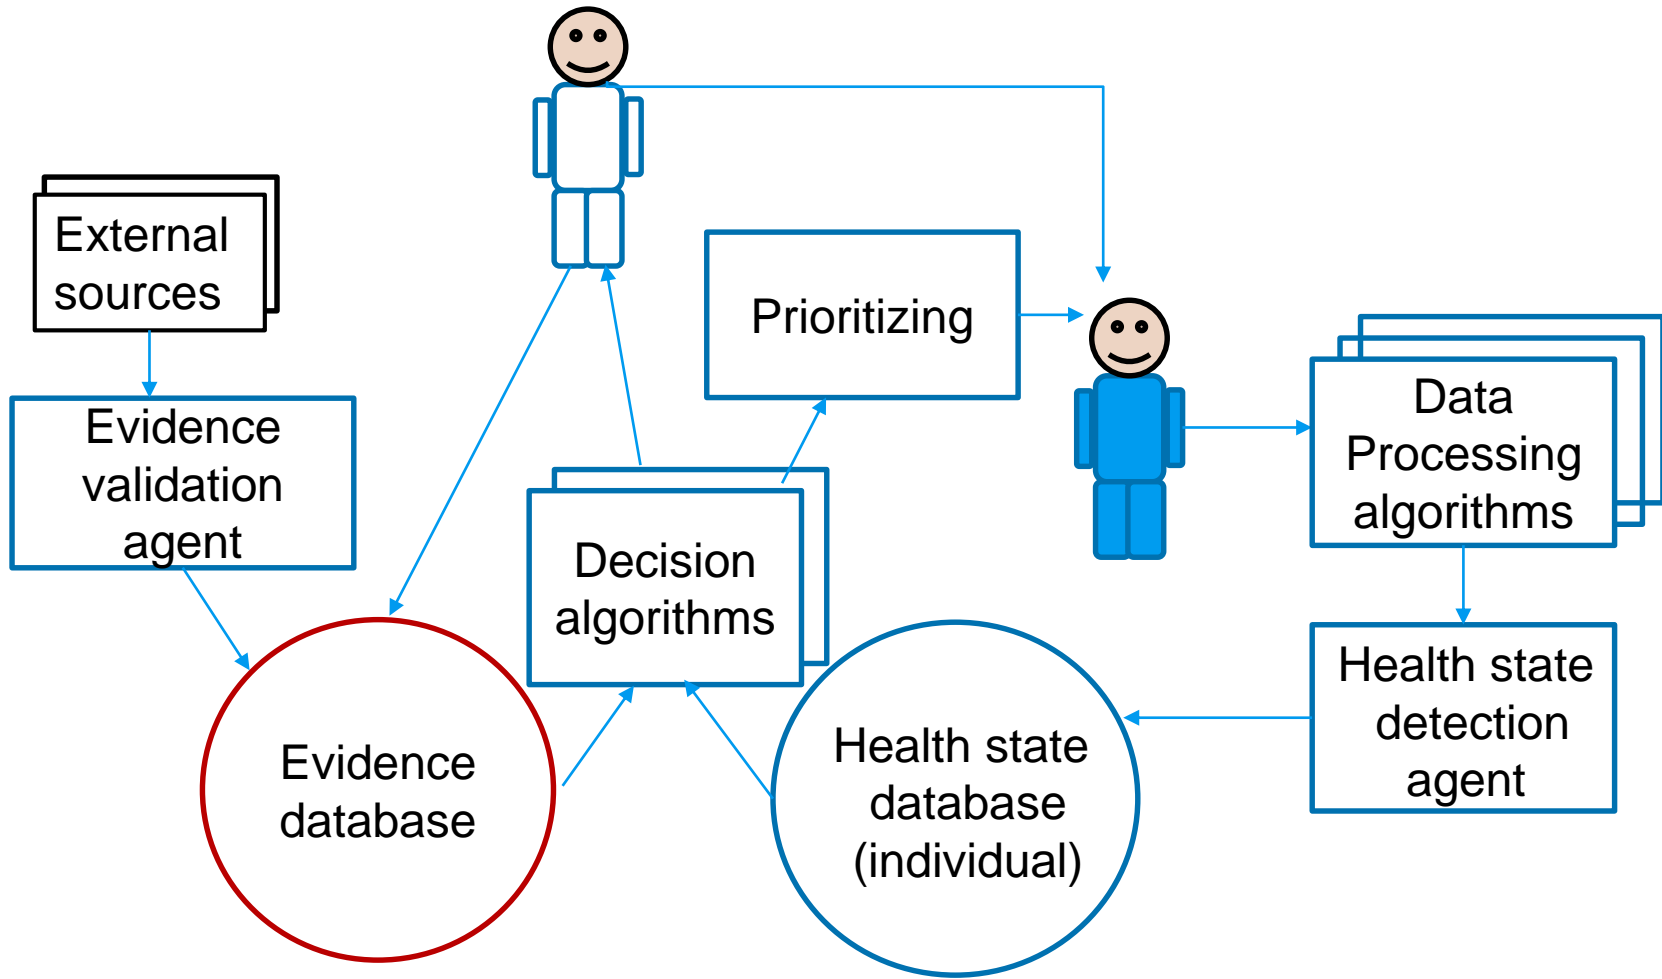 External
sources
Evidence
validation
agent
Prioritizing
Data
Processing
algorithms
Decision
algorithms
Evidence
database
Health state
database
(individual)
Health state
detection
agent